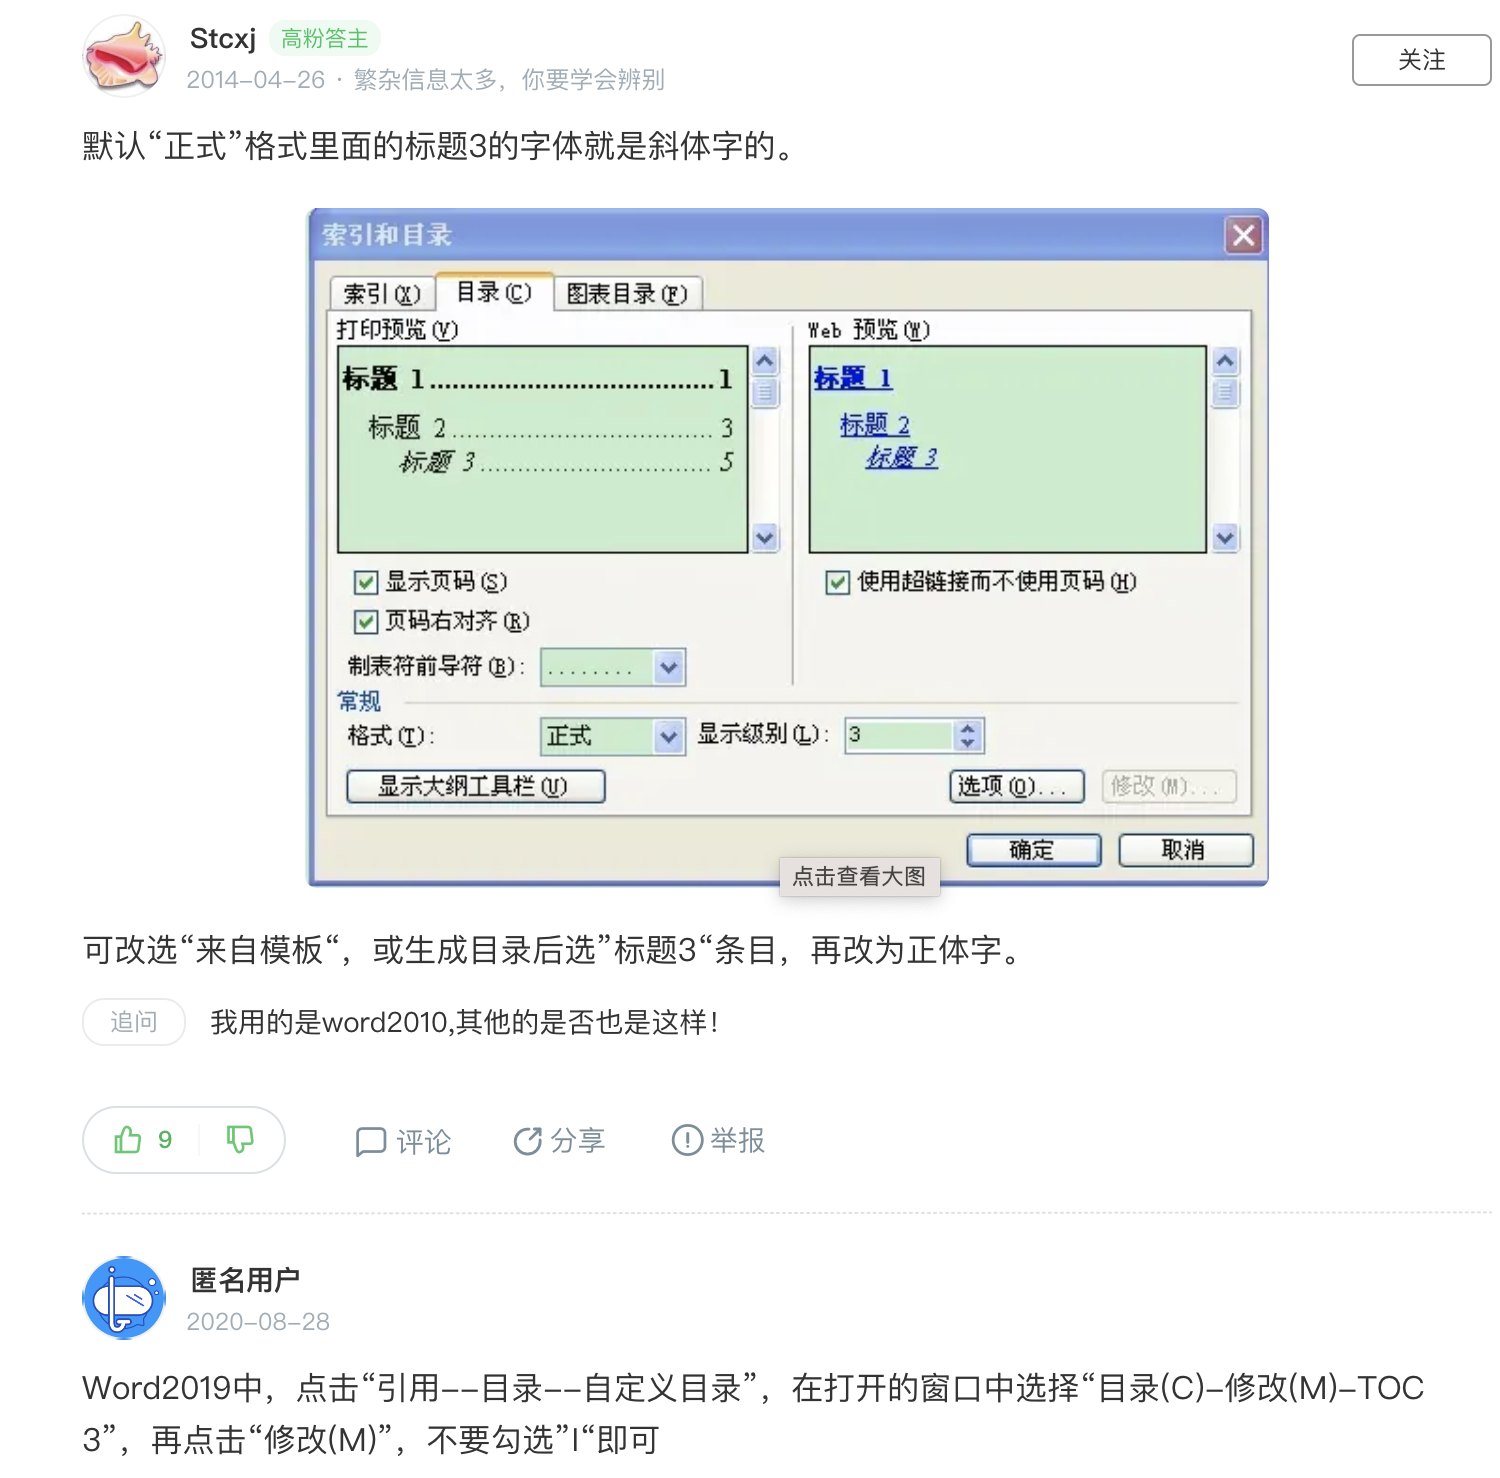 Stcxj 高粉答主
关注
2014-04-26 · 繁杂信息太多，你要学会辨别
默认“正式”格式里面的标题3的字体就是斜体字的。
索引和目录
索引(X) 目录(C) 图表目录(F)
打印预览(V) Web 预览(W)
标题 1......................................1 标题 1
标题 2..................................3 标题 2
标题 3..............................5 标题 3
显示页码(S) 使用超链接而不使用页码(H)
页码右对齐(R)
制表符前导符(B): ........
常规
格式(T): 正式 显示级别(L): 3
显示大纲工具栏(U) 选项(O)... 修改(M)...
确定 取消
点击查看大图
可改选“来自模板“，或生成目录后选”标题3“条目，再改为正体字。
追问 我用的是word2010,其他的是否也是这样！
9 评论 分享 举报
匿名用户
2020-08-28
Word2019中，点击“引用--目录--自定义目录”，在打开的窗口中选择“目录(C)-修改(M)-TOC
3”，再点击“修改(M)”，不要勾选”I“即可